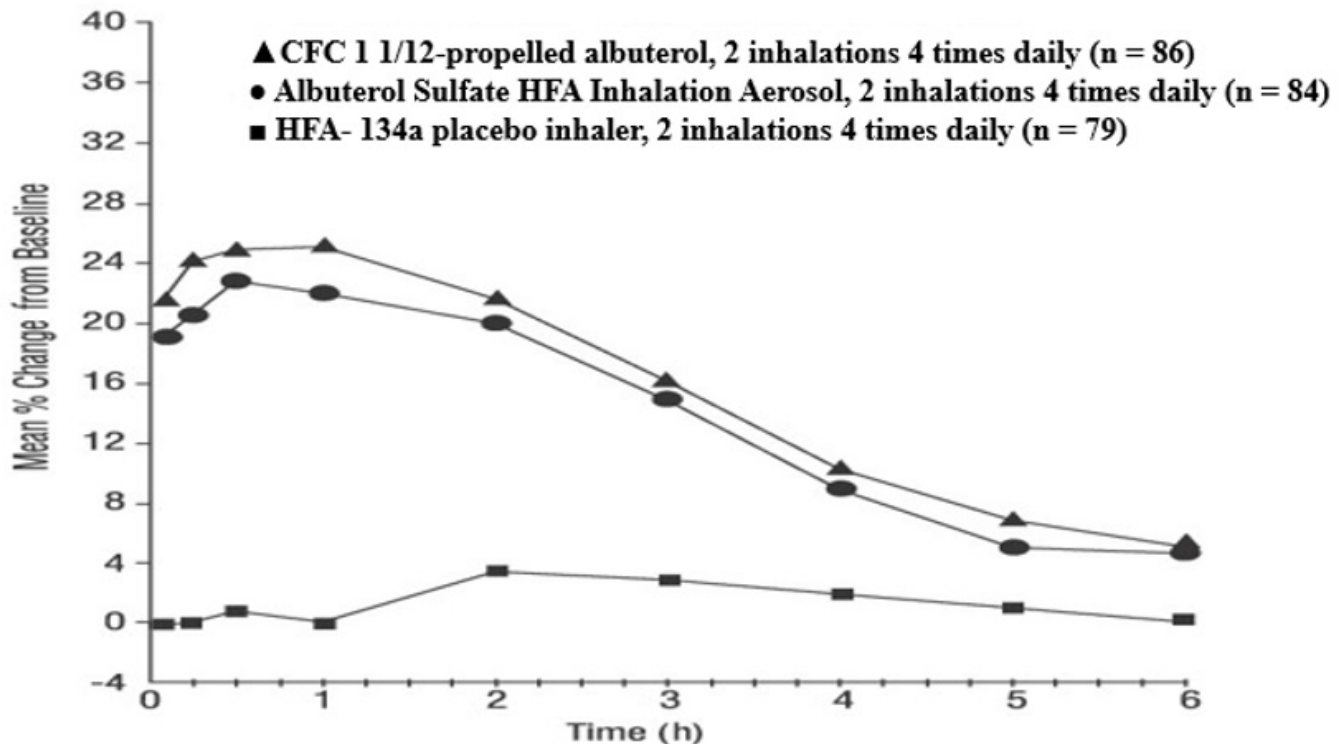 40
▲ CFC 1 1/12-propelled albuterol, 2 inhalations 4 times daily (n = 86)
36
● Albuterol Sulfate HFA Inhalation Aerosol, 2 inhalations 4 times daily (n = 84)
■ HFA- 134a placebo inhaler, 2 inhalations 4 times daily (n = 79)
32
28
24
20
16
12
8
4
0
-4
Mean % Change from Baseline
0 1 2 3 4 5 6
Time (h)